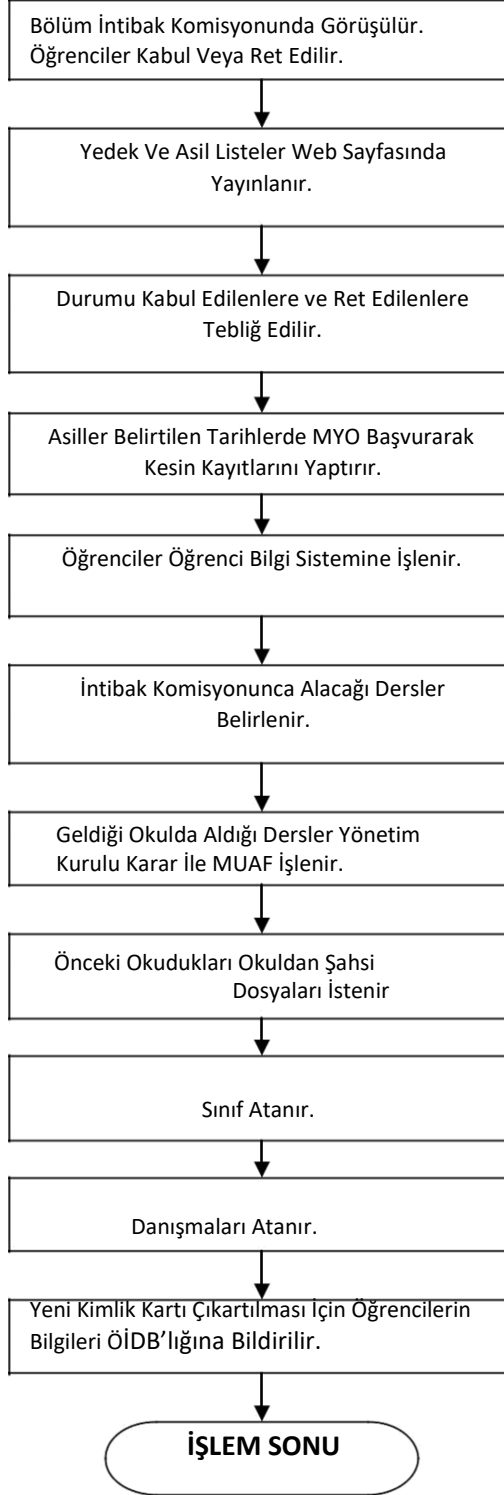 Bölüm İntibak Komisyonunda Görüşülür.
Öğrenciler Kabul Veya Ret Edilir.
Yedek Ve Asil Listeler Web Sayfasında
Yayınlanır.
Durumu Kabul Edilenlere ve Ret Edilenlere
Tebliğ Edilir.
Asiller Belirtilen Tarihlerde MYO Başvurarak
Kesin Kayıtlarını Yaptırır.
Öğrenciler Öğrenci Bilgi Sistemine İşlenir.
İntibak Komisyonunca Alacağı Dersler
Belirlenir.
Geldiği Okulda Aldığı Dersler Yönetim
Kurulu Karar İle MUAF İşlenir.
Önceki Okudukları Okuldan Şahsi
Dosyaları İstenir
Sınıf Atanır.
Danışmaları Atanır.
Yeni Kimlik Kartı Çıkartılması İçin Öğrencilerin
Bilgileri ÖİDB’lığına Bildirilir.
İŞLEM SONU